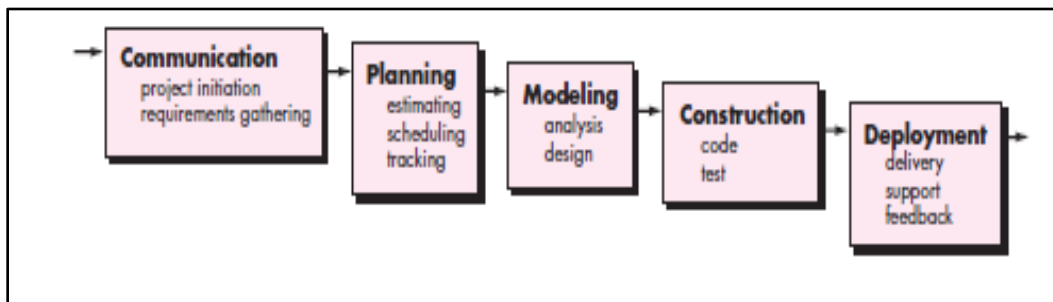 Communication
project initiation
requirements gathering
Planning
estimating
scheduling
tracking
Modeling
analysis
design
Construction
code
test
Deployment
delivery
support
feedback